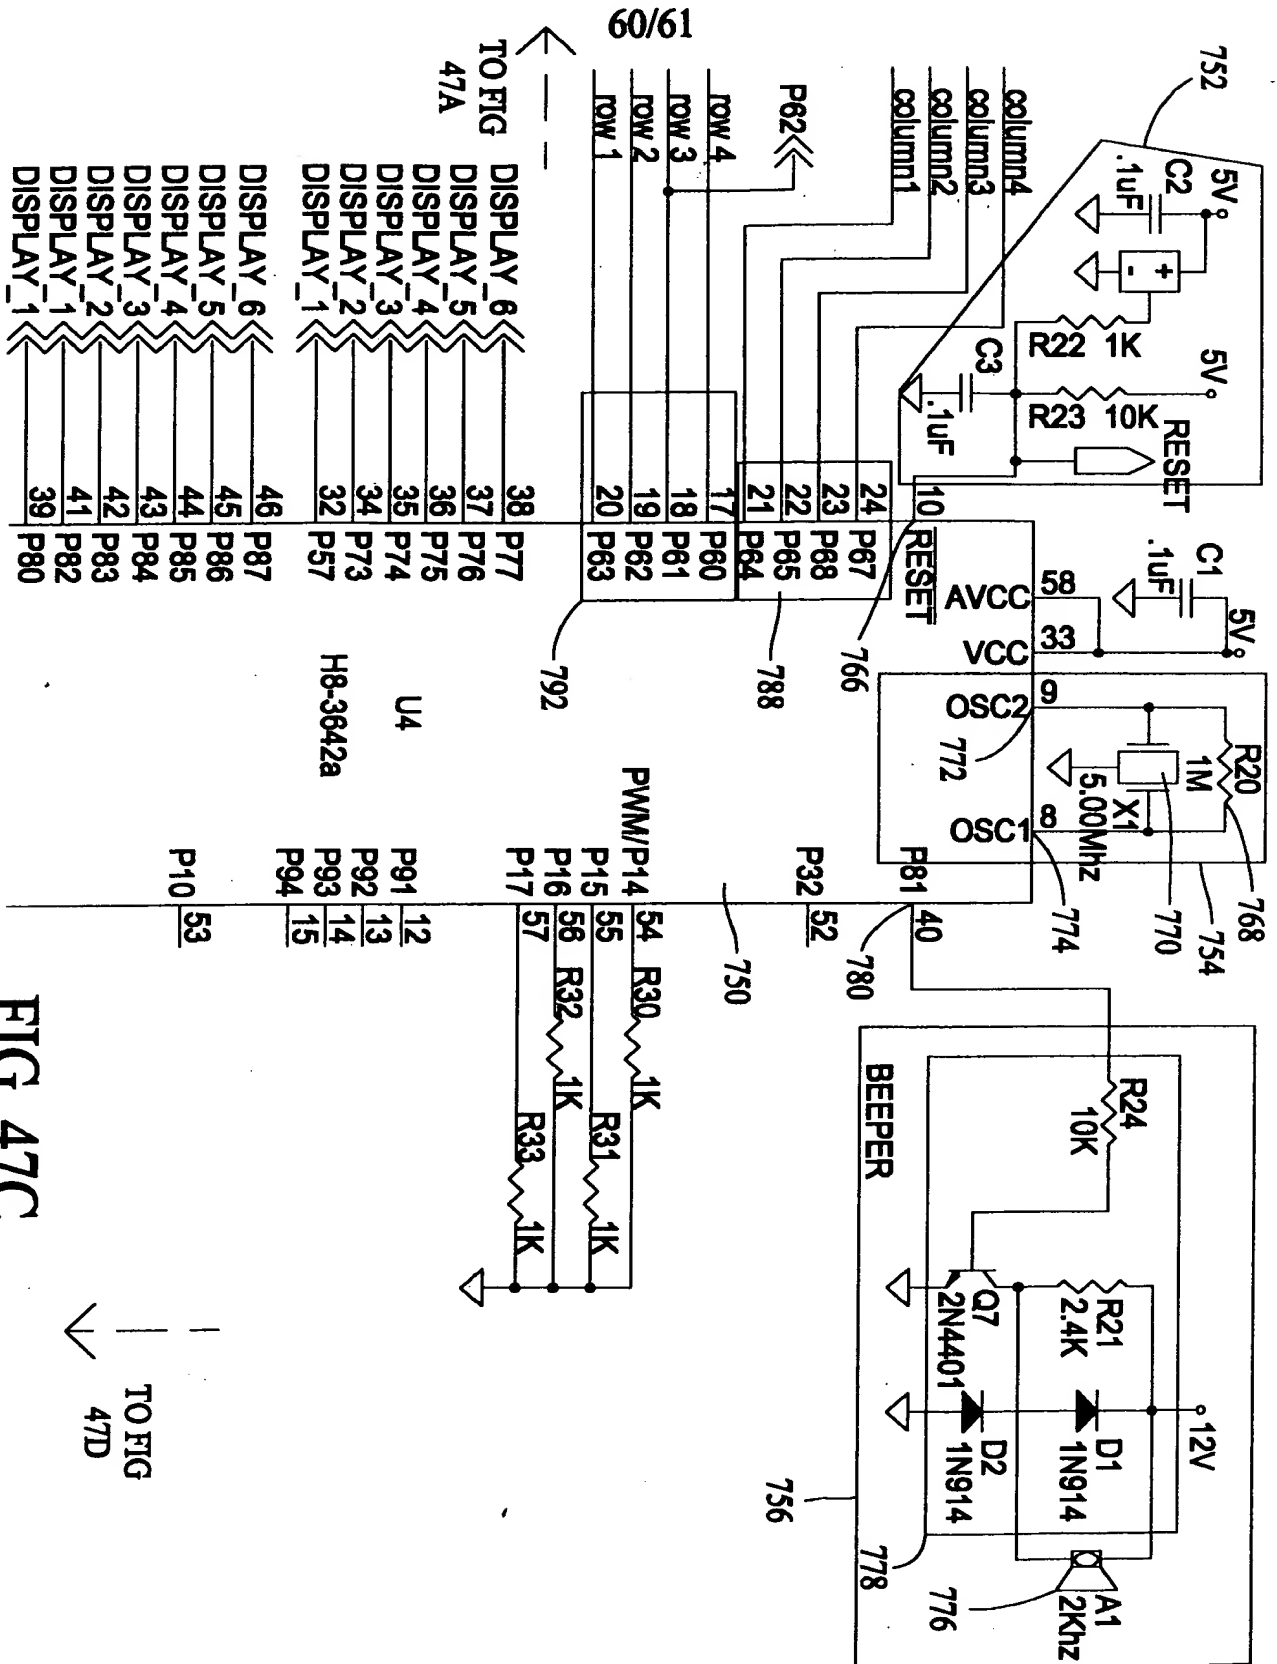 60/61
TO FIG
47A
752
5V
C2
.1uF
+
-
R22 1K
5V
R23 10K
C3
.1uF
RESET
column4
column3
column2
column1
P62
row 4
row 3
row 2
row 1
DISPLAY_6
DISPLAY_5
DISPLAY_4
DISPLAY_3
DISPLAY_2
DISPLAY_1
DISPLAY_6
DISPLAY_5
DISPLAY_4
DISPLAY_3
DISPLAY_2
DISPLAY_1
DISPLAY_1
10 RESET
24 P67
23 P68
22 P65
21 P64
17 P60
18 P61
19 P62
20 P63
38 P77
37 P76
36 P75
35 P74
34 P73
32 P57
46 P87
45 P86
44 P85
43 P84
42 P83
41 P82
39 P80
C1
.1uF
5V
58
AVCC
33
VCC
9
OSC2
8
OSC1
R20
1M
X1
5.00Mhz
766
788
792
772
774
770
754
768
U4
H8-3642a
P81 40
P32 52
PWM/P14 54
P15 55
P16 56
P17 57
P91 12
P92 13
P93 14
P94 15
P10 53
780
750
R30 1K
R31 1K
R32 1K
R33 1K
BEEPER
R24
10K
Q7
2N4401
R21
2.4K
D1
1N914
D2
1N914
12V
A1
2Khz
756
778
776
FIG 47C
TO FIG
47D